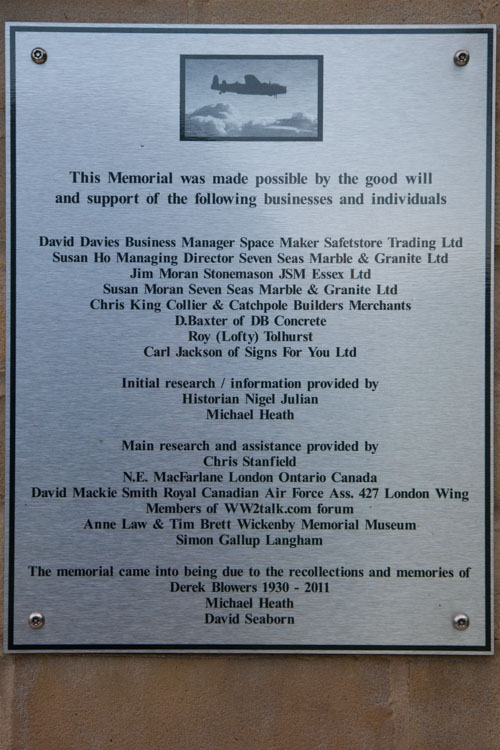 This Memorial was made possible by the good will
and support of the following businesses and individuals
David Davies Business Manager Space Maker Safetstore Trading Ltd
Susan Ho Managing Director Seven Seas Marble & Granite Ltd
Jim Moran Stonemason JSM Essex Ltd
Susan Moran Seven Seas Marble & Granite Ltd
Chris King Collier & Catchpole Builders Merchants
D.Baxter of DB Concrete
Roy (Lofty) Tolhurst
Carl Jackson of Signs For You Ltd
Initial research / information provided by
Historian Nigel Julian
Michael Heath
Main research and assistance provided by
Chris Stanfield
N.E. MacFarlane London Ontario Canada
David Mackie Smith Royal Canadian Air Force Ass. 427 London Wing
Members of WW2talk.com forum
Anne Law & Tim Brett Wickenby Memorial Museum
Simon Gallup Langham
The memorial came into being due to the recollections and memories of
Derek Blowers 1930 - 2011
Michael Heath
David Seaborn